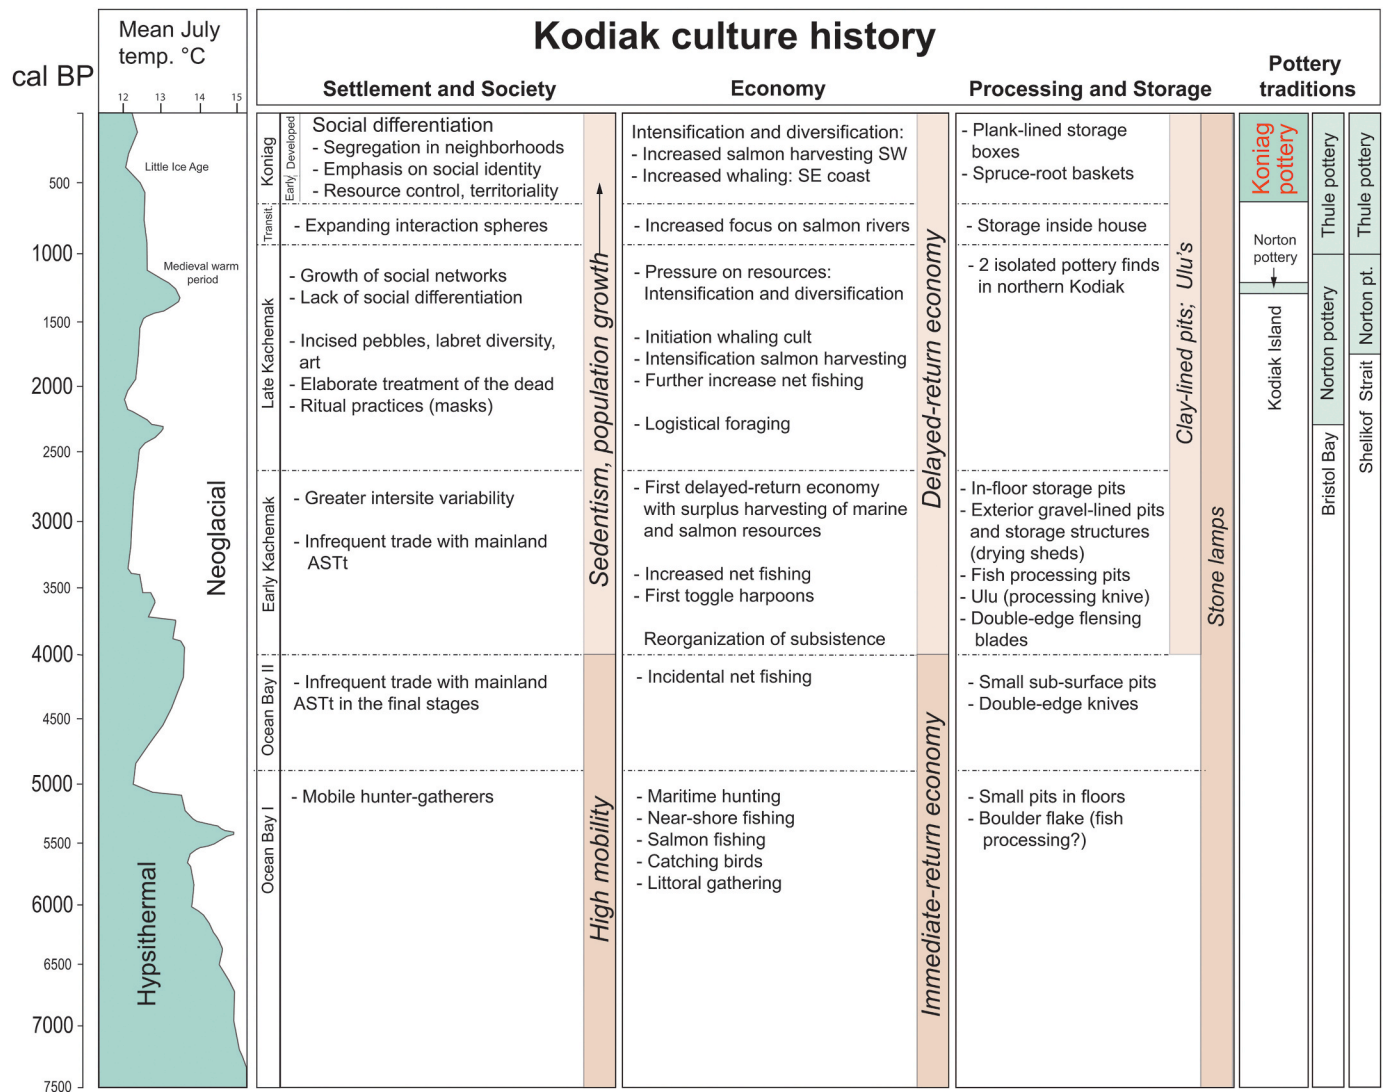 Mean July
temp. °C
cal BP
12 13 14 15
500
1000
1500
2000
2500
3000
3500
4000
4500
5000
5500
6000
6500
7000
7500
Little Ice Age
Medieval warm
period
Neoglacial
Hypsithermal
Kodiak culture history
Settlement and Society
Economy
Processing and Storage
Pottery
traditions
Koniag
Early
Developed
Social differentiation
- Segregation in neighborhoods
- Emphasis on social identity
- Resource control, territoriality
Intensification and diversification:
- Increased salmon harvesting SW
- Increased whaling: SE coast
- Plank-lined storage
boxes
- Spruce-root baskets
Transit.
- Expanding interaction spheres
- Increased focus on salmon rivers
- Storage inside house
Late Kachemak
- Growth of social networks
- Lack of social differentiation
- Incised pebbles, labret diversity,
art
- Elaborate treatment of the dead
- Ritual practices (masks)
- Pressure on resources:
Intensification and diversification
- Initiation whaling cult
- Intensification salmon harvesting
- Further increase net fishing
- Logistical foraging
- 2 isolated pottery finds
in northern Kodiak
Early Kachemak
- Greater intersite variability
- Infrequent trade with mainland
ASTt
- First delayed-return economy
with surplus harvesting of marine
and salmon resources
- Increased net fishing
- First toggle harpoons
Reorganization of subsistence
- In-floor storage pits
- Exterior gravel-lined pits
and storage structures
(drying sheds)
- Fish processing pits
- Ulu (processing knive)
- Double-edge flensing
blades
Ocean Bay II
- Infrequent trade with mainland
ASTt in the final stages
- Incidental net fishing
- Small sub-surface pits
- Double-edge knives
Ocean Bay I
- Mobile hunter-gatherers
- Maritime hunting
- Near-shore fishing
- Salmon fishing
- Catching birds
- Littoral gathering
- Small pits in floors
- Boulder flake (fish
processing?)
Sedentism, population growth
High mobility
Delayed-return economy
Immediate-return economy
Clay-lined pits; Ulu's
Stone lamps
Koniag
pottery
Norton
pottery
Kodiak Island
Thule pottery
Norton pottery
Bristol Bay
Thule pottery
Norton pt.
Shelikof Strait